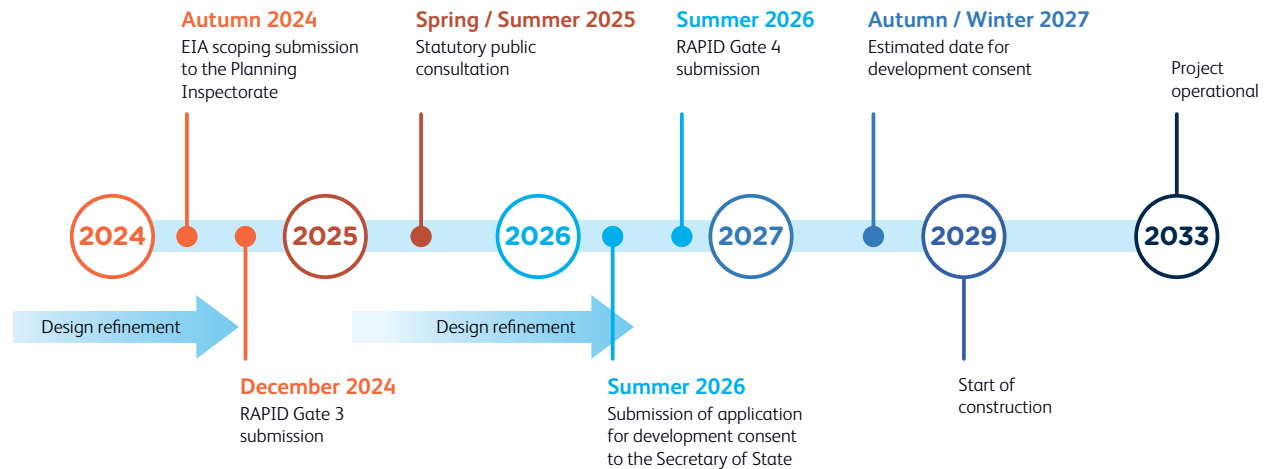 Autumn 2024
EIA scoping submission
to the Planning
Inspectorate
Spring / Summer 2025
Statutory public
consultation
Summer 2026
RAPID Gate 4
submission
Autumn / Winter 2027
Estimated date for
development consent
Project
operational
2024
2025
2026
2027
2029
2033
Design refinement
Design refinement
December 2024
RAPID Gate 3
submission
Summer 2026
Submission of application
for development consent
to the Secretary of State
Start of
construction